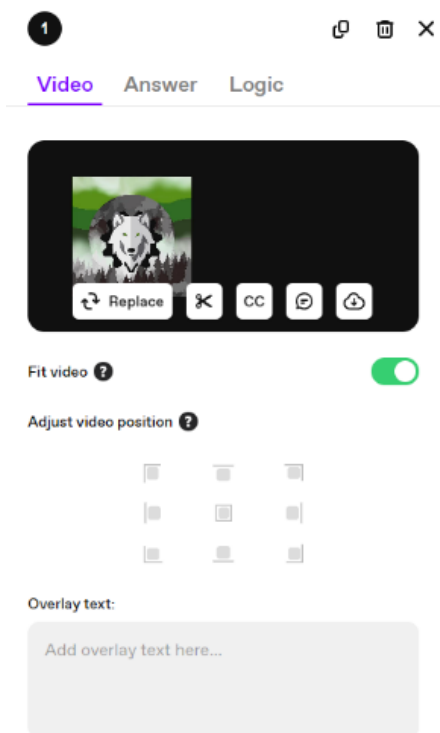 1
Video Answer Logic
Replace CC
Fit video ?
Adjust video position ?
Overlay text:
Add overlay text here...